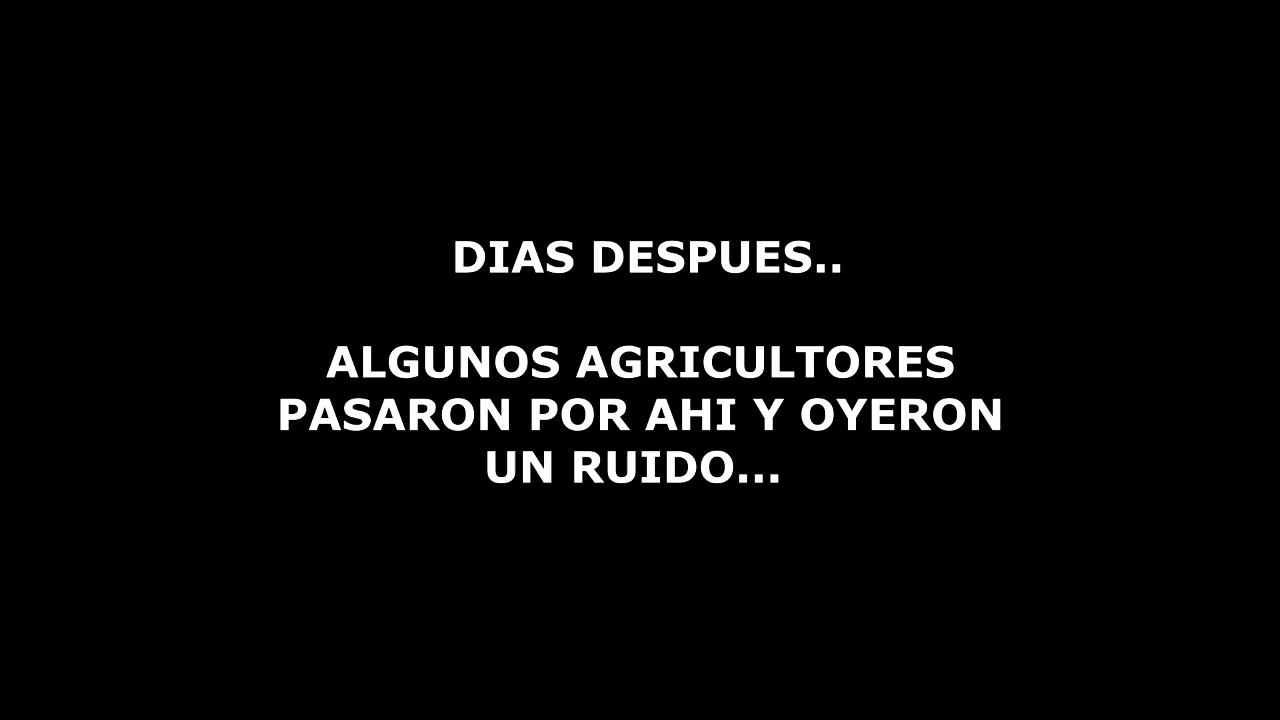 DIAS DESPUES..
ALGUNOS AGRICULTORES
PASARON POR AHI Y OYERON
UN RUIDO...